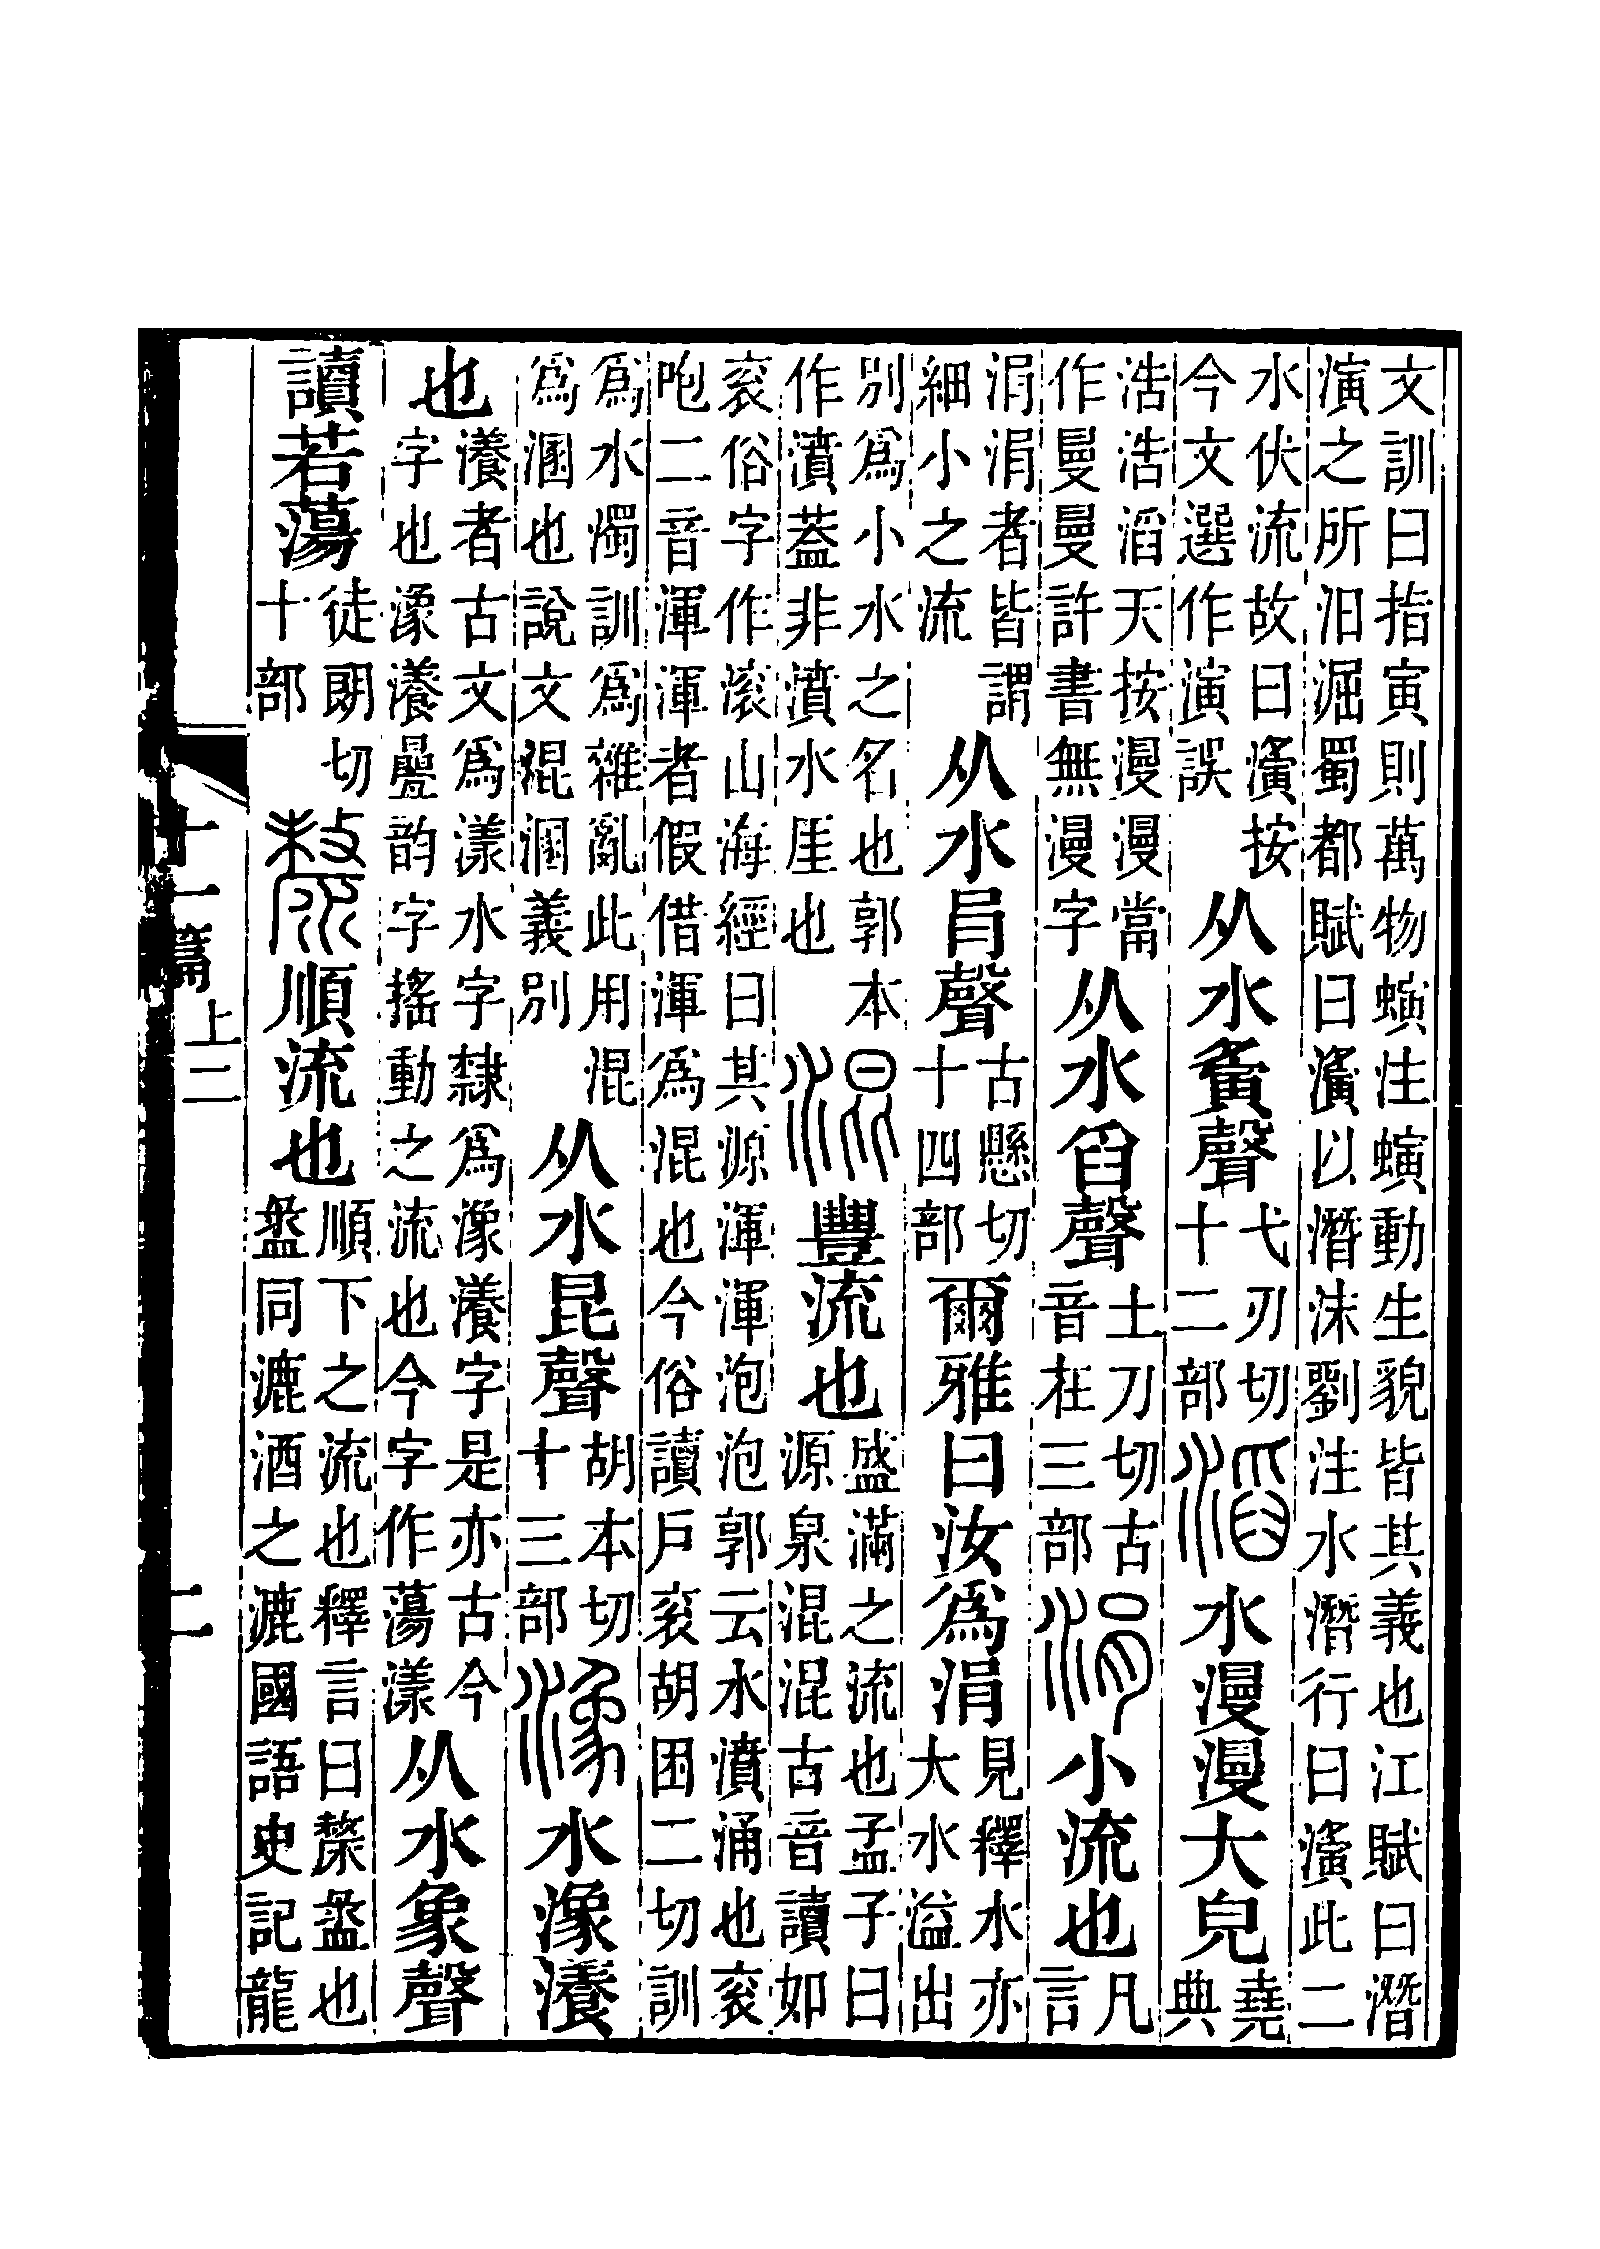 文訓曰指寅則萬物螾注螾動生貌皆其義也江賦曰潛
演之所汨淈蜀都賦曰濥以潛沫劉注水潛行曰濥此二
水伏流故曰濥按今文選作演誤从水夤聲弋刃切十二部滔水漫漫大皃堯典
浩浩滔天按漫漫當作曼曼許書無漫字从水舀聲土刀切古音在三部涓小流也凡言
涓涓者皆謂細小之流从水肙聲古懸切十四部爾雅曰汝爲涓見釋水亦大水溢出
別爲小水之名也郭本作濆蓋非濆水厓也混豐流也盛滿之流也孟子曰源泉混混古音讀如
衮俗字作滚山海經曰其源渾渾泡泡郭云水濆涌也衮
咆二音渾渾者假借渾爲混也今俗讀戶衮胡困二切訓
爲水濁訓爲雜亂此用混爲溷也說文混溷義別从水昆聲胡本切十三部潒水潒瀁
也瀁者古文爲漾水字隸爲潒瀁字是亦古今字也潒瀁疊韵字搖動之流也今字作蕩漾从水象聲
讀若蕩徒朗切十部漦順流也順下之流也釋言曰漦盝也盝同漉酒之漉國語史記龍
十一篇上二 二